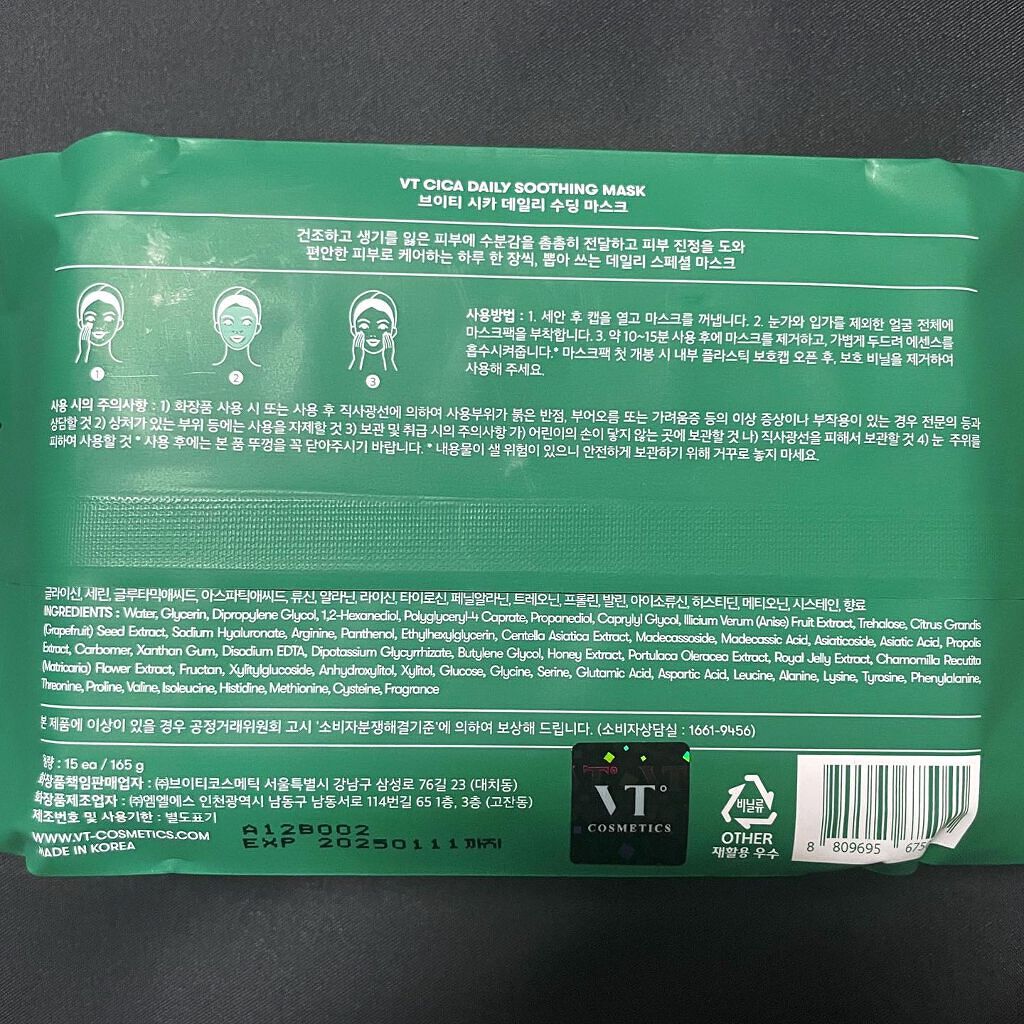 VT CICA DAILY SOOTHING MASK
브이티 시카 데일리 수딩 마스크
건조하고 생기를 잃은 피부에 수분감을 촘촘히 전달하고 피부 진정을 도와
편안한 피부로 케어하는 하루 한 장씩, 뽑아 쓰는 데일리 스페셜 마스크
1
2
3
사용방법 : 1. 세안 후 캡을 열고 마스크를 꺼냅니다. 2. 눈가와 입가를 제외한 얼굴 전체에
마스크팩을 부착합니다. 3. 약 10~15분 사용 후에 마스크를 제거하고, 가볍게 두드려 에센스를
흡수시켜줍니다.* 마스크팩 첫 개봉 시 내부 플라스틱 보호캡 오픈 후, 보호 비닐을 제거하여
사용해 주세요.
사용 시의 주의사항 : 1) 화장품 사용 시 또는 사용 후 직사광선에 의하여 사용부위가 붉은 반점, 부어오름 또는 가려움증 등의 이상 증상이나 부작용이 있는 경우 전문의 등과
상담할 것 2) 상처가 있는 부위 등에는 사용을 자제할 것 3) 보관 및 취급 시의 주의사항 가) 어린이의 손이 닿지 않는 곳에 보관할 것 나) 직사광선을 피해서 보관할 것 4) 눈 주위를
피하여 사용할 것 * 사용 후에는 본 품 뚜껑을 꼭 닫아주시기 바랍니다. * 내용물이 샐 위험이 있으니 안전하게 보관하기 위해 거꾸로 놓지 마세요.
글라이신, 세린, 글루타믹애씨드, 아스파틱애씨드, 류신, 알라닌, 라이신, 타이로신, 페닐알라닌, 트레오닌, 프롤린, 발린, 아이소류신, 히스티딘, 메티오닌, 시스테인, 향료
INGREDIENTS : Water, Glycerin, Dipropylene Glycol, 1,2-Hexanediol, Polyglyceryl-4 Caprate, Propanediol, Caprylyl Glycol, Illicium Verum (Anise) Fruit Extract, Trehalose, Citrus Grandis
(Grapefruit) Seed Extract, Sodium Hyaluronate, Arginine, Panthenol, Ethylhexylglycerin, Centella Asiatica Extract, Madecassoside, Madecassic Acid, Asiaticoside, Asiatic Acid, Propolis
Extract, Carbomer, Xanthan Gum, Disodium EDTA, Dipotassium Glycyrrhizate, Butylene Glycol, Honey Extract, Portulaca Oleracea Extract, Royal Jelly Extract, Chamomilla Recutita
(Matricaria) Flower Extract, Fructan, Xylitylglucoside, Anhydroxylitol, Xylitol, Glucose, Glycine, Serine, Glutamic Acid, Aspartic Acid, Leucine, Alanine, Lysine, Tyrosine, Phenylalanine,
Threonine, Proline, Valine, Isoleucine, Histidine, Methionine, Cysteine, Fragrance
본 제품에 이상이 있을 경우 공정거래위원회 고시 '소비자분쟁해결기준'에 의하여 보상해 드립니다. (소비자상담실 : 1661-9456)
용량 : 15 ea / 165 g
화장품책임판매업자 : ㈜브이티코스메틱 서울특별시 강남구 삼성로 76길 23 (대치동)
화장품제조업자 : ㈜엠엘에스 인천광역시 남동구 남동서로 114번길 65 1층, 3층 (고잔동)
제조번호 및 사용기한 : 별도표기
WWW.VT-COSMETICS.COM
MADE IN KOREA
A12B002
EXP 20250111까지
VT
COSMETICS
비닐류
OTHER
재활용 우수
8 809695 675